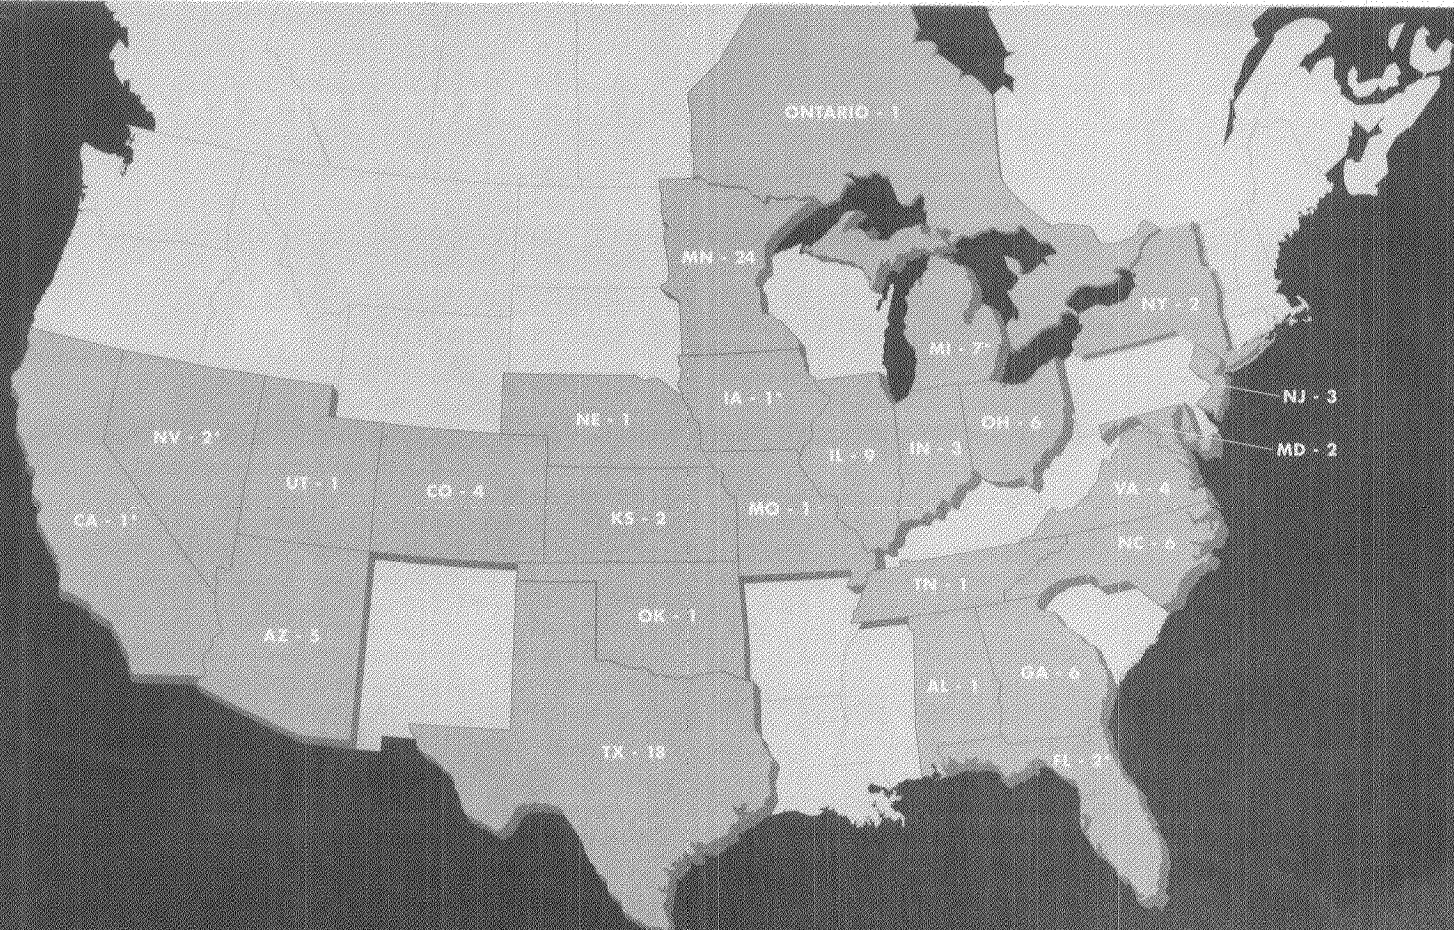 ONTARIO - 1
MN - 24
NY - 2
MI - 7*
NJ - 3
IA - 1*
NE - 1
OH - 6
NV - 2*
IN - 3
MD - 2
IL - 9
UT - 1
CO - 4
VA - 4
MO - 1
KS - 2
CA - 1*
NC - 6
TN - 1
OK - 1
AZ - 5
GA - 6
AL - 1
TX - 18
FL - 2*